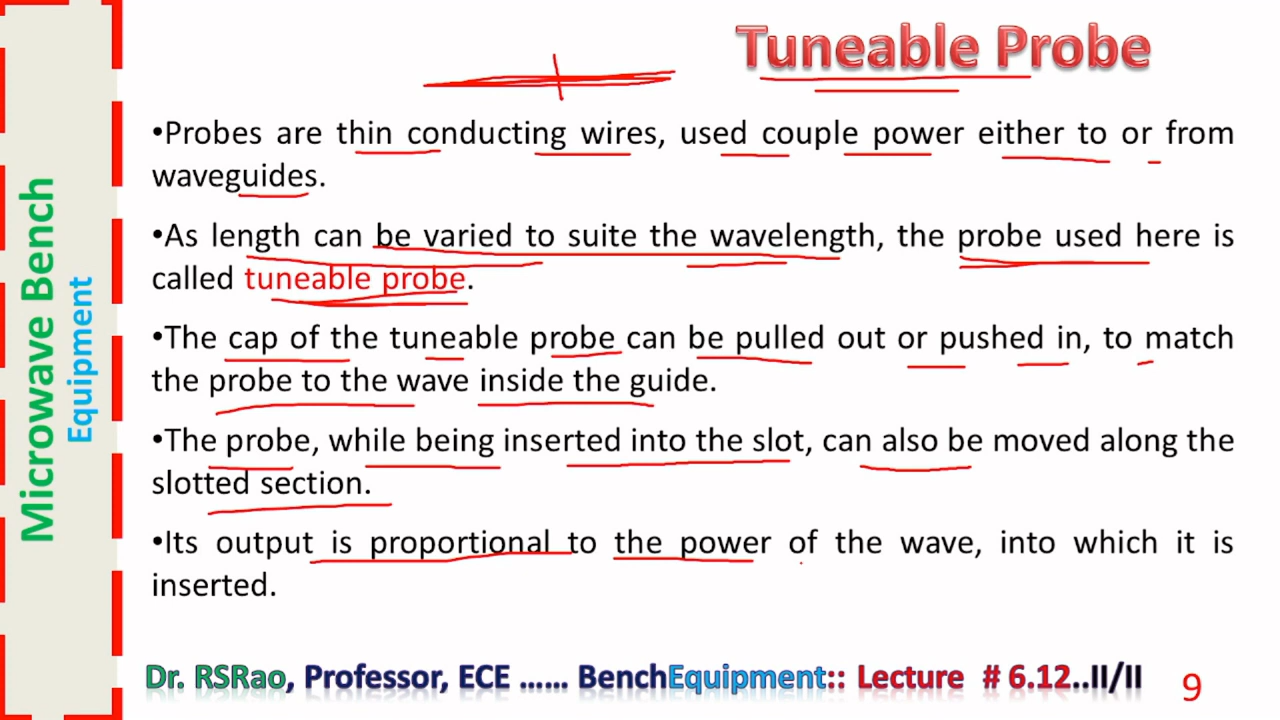 Tuneable Probe
•Probes are thin conducting wires, used couple power either to or from
waveguides.
•As length can be varied to suite the wavelength, the probe used here is
called tuneable probe.
•The cap of the tuneable probe can be pulled out or pushed in, to match
the probe to the wave inside the guide.
•The probe, while being inserted into the slot, can also be moved along the
slotted section.
•Its output is proportional to the power of the wave, into which it is
inserted.
Microwave Bench
Equipment
Dr. RSRao, Professor, ECE ...... BenchEquipment:: Lecture # 6.12..II/II
9